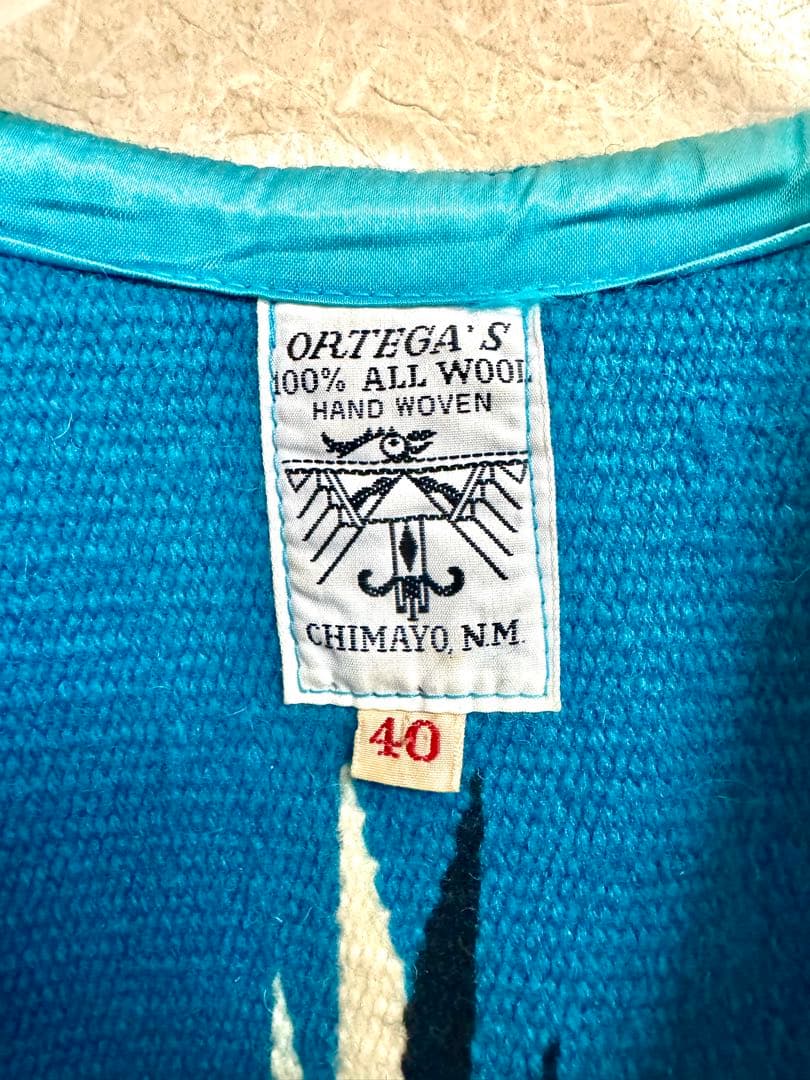 ORTEGA'S
100% ALL WOOL
HAND WOVEN
CHIMAYO, N.M.
40